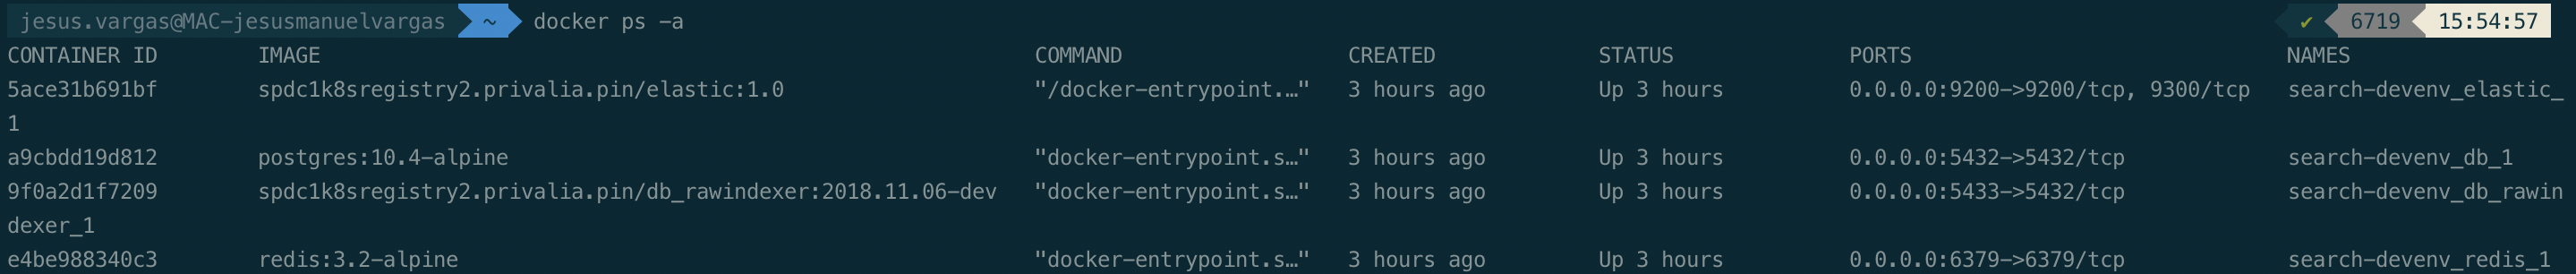 jesus.vargas@MAC-jesusmanuelvargas ~ docker ps -a ✔ 6719 15:54:57
CONTAINER ID IMAGE COMMAND CREATED STATUS PORTS NAMES
5ace31b691bf spdc1k8sregistry2.privalia.pin/elastic:1.0 "/docker-entrypoint.…" 3 hours ago Up 3 hours 0.0.0.0:9200->9200/tcp, 9300/tcp search-devenv_elastic_
1
a9cbdd19d812 postgres:10.4-alpine "docker-entrypoint.s…" 3 hours ago Up 3 hours 0.0.0.0:5432->5432/tcp search-devenv_db_1
9f0a2d1f7209 spdc1k8sregistry2.privalia.pin/db_rawindexer:2018.11.06-dev "docker-entrypoint.s…" 3 hours ago Up 3 hours 0.0.0.0:5433->5432/tcp search-devenv_db_rawin
dexer_1
e4be988340c3 redis:3.2-alpine "docker-entrypoint.s…" 3 hours ago Up 3 hours 0.0.0.0:6379->6379/tcp search-devenv_redis_1